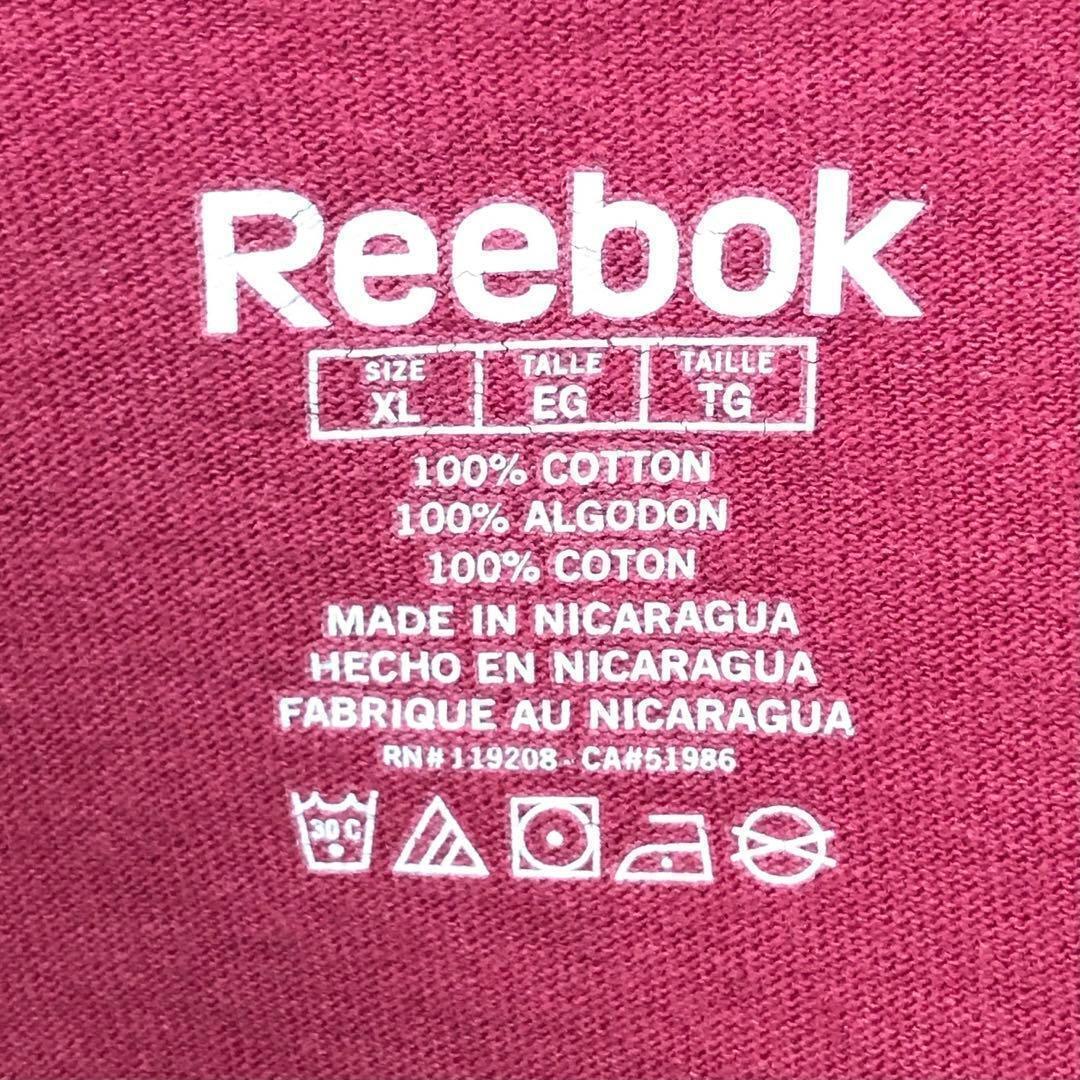 Reebok
SIZE TALLE TAILLE
XL EG TG
100% COTTON
100% ALGODON
100% COTON
MADE IN NICARAGUA
HECHO EN NICARAGUA
FABRIQUE AU NICARAGUA
RN# 119208 - CA#51986
30 C